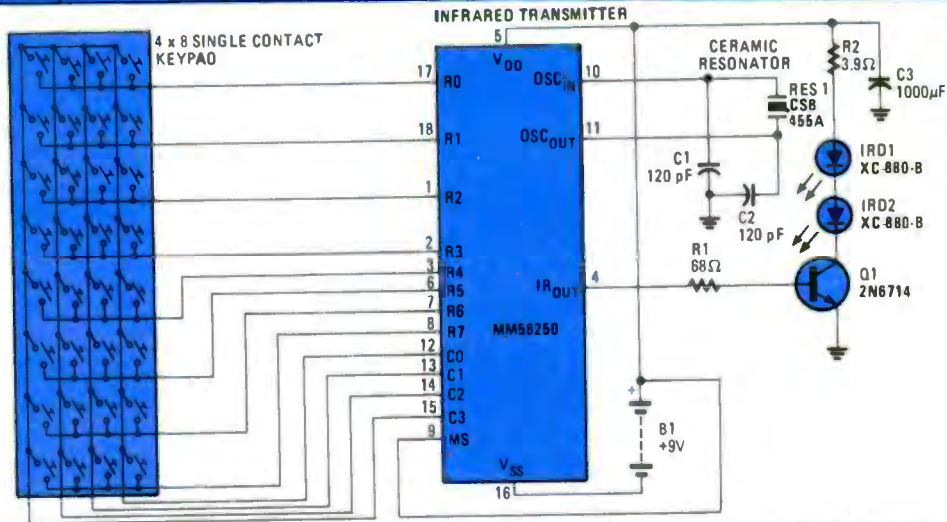 INFRARED TRANSMITTER
4 x 8 SINGLE CONTACT
KEYPAD
5
VDD
17
R0
18
R1
1
R2
2
R3
3
R4
6
R5
7
R6
8
R7
12
C0
13
C1
14
C2
15
C3
9
MS
MM58250
VSS
16
OSCIN
10
OSCOUT
11
IROUT
4
CERAMIC
RESONATOR
RES 1
CSB
455A
C1
120 pF
C2
120 pF
R1
68Ω
R2
3.9Ω
C3
1000µF
IRD1
XC-880-B
IRD2
XC-880-B
Q1
2N6714
+
B1
+9V